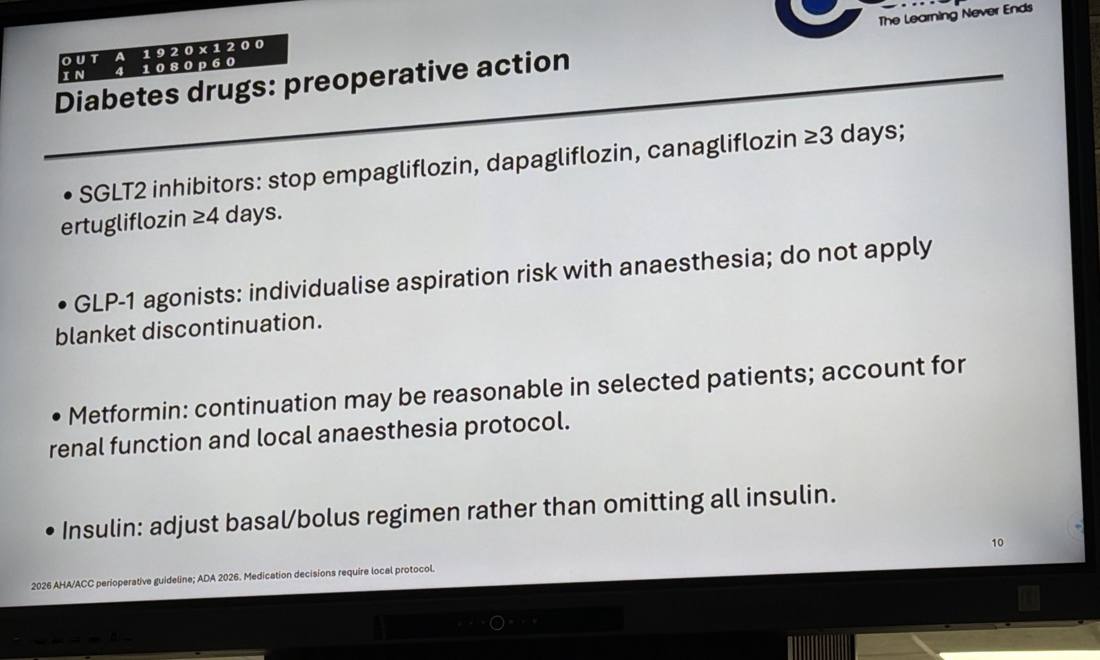 The Learning Never Ends
OUT A 1920x1200
IN 4 1080p60
Diabetes drugs: preoperative action
• SGLT2 inhibitors: stop empagliflozin, dapagliflozin, canagliflozin ≥3 days;
ertugliflozin ≥4 days.
• GLP-1 agonists: individualise aspiration risk with anaesthesia; do not apply
blanket discontinuation.
• Metformin: continuation may be reasonable in selected patients; account for
renal function and local anaesthesia protocol.
• Insulin: adjust basal/bolus regimen rather than omitting all insulin.
10
2026 AHA/ACC perioperative guideline; ADA 2026. Medication decisions require local protocol.